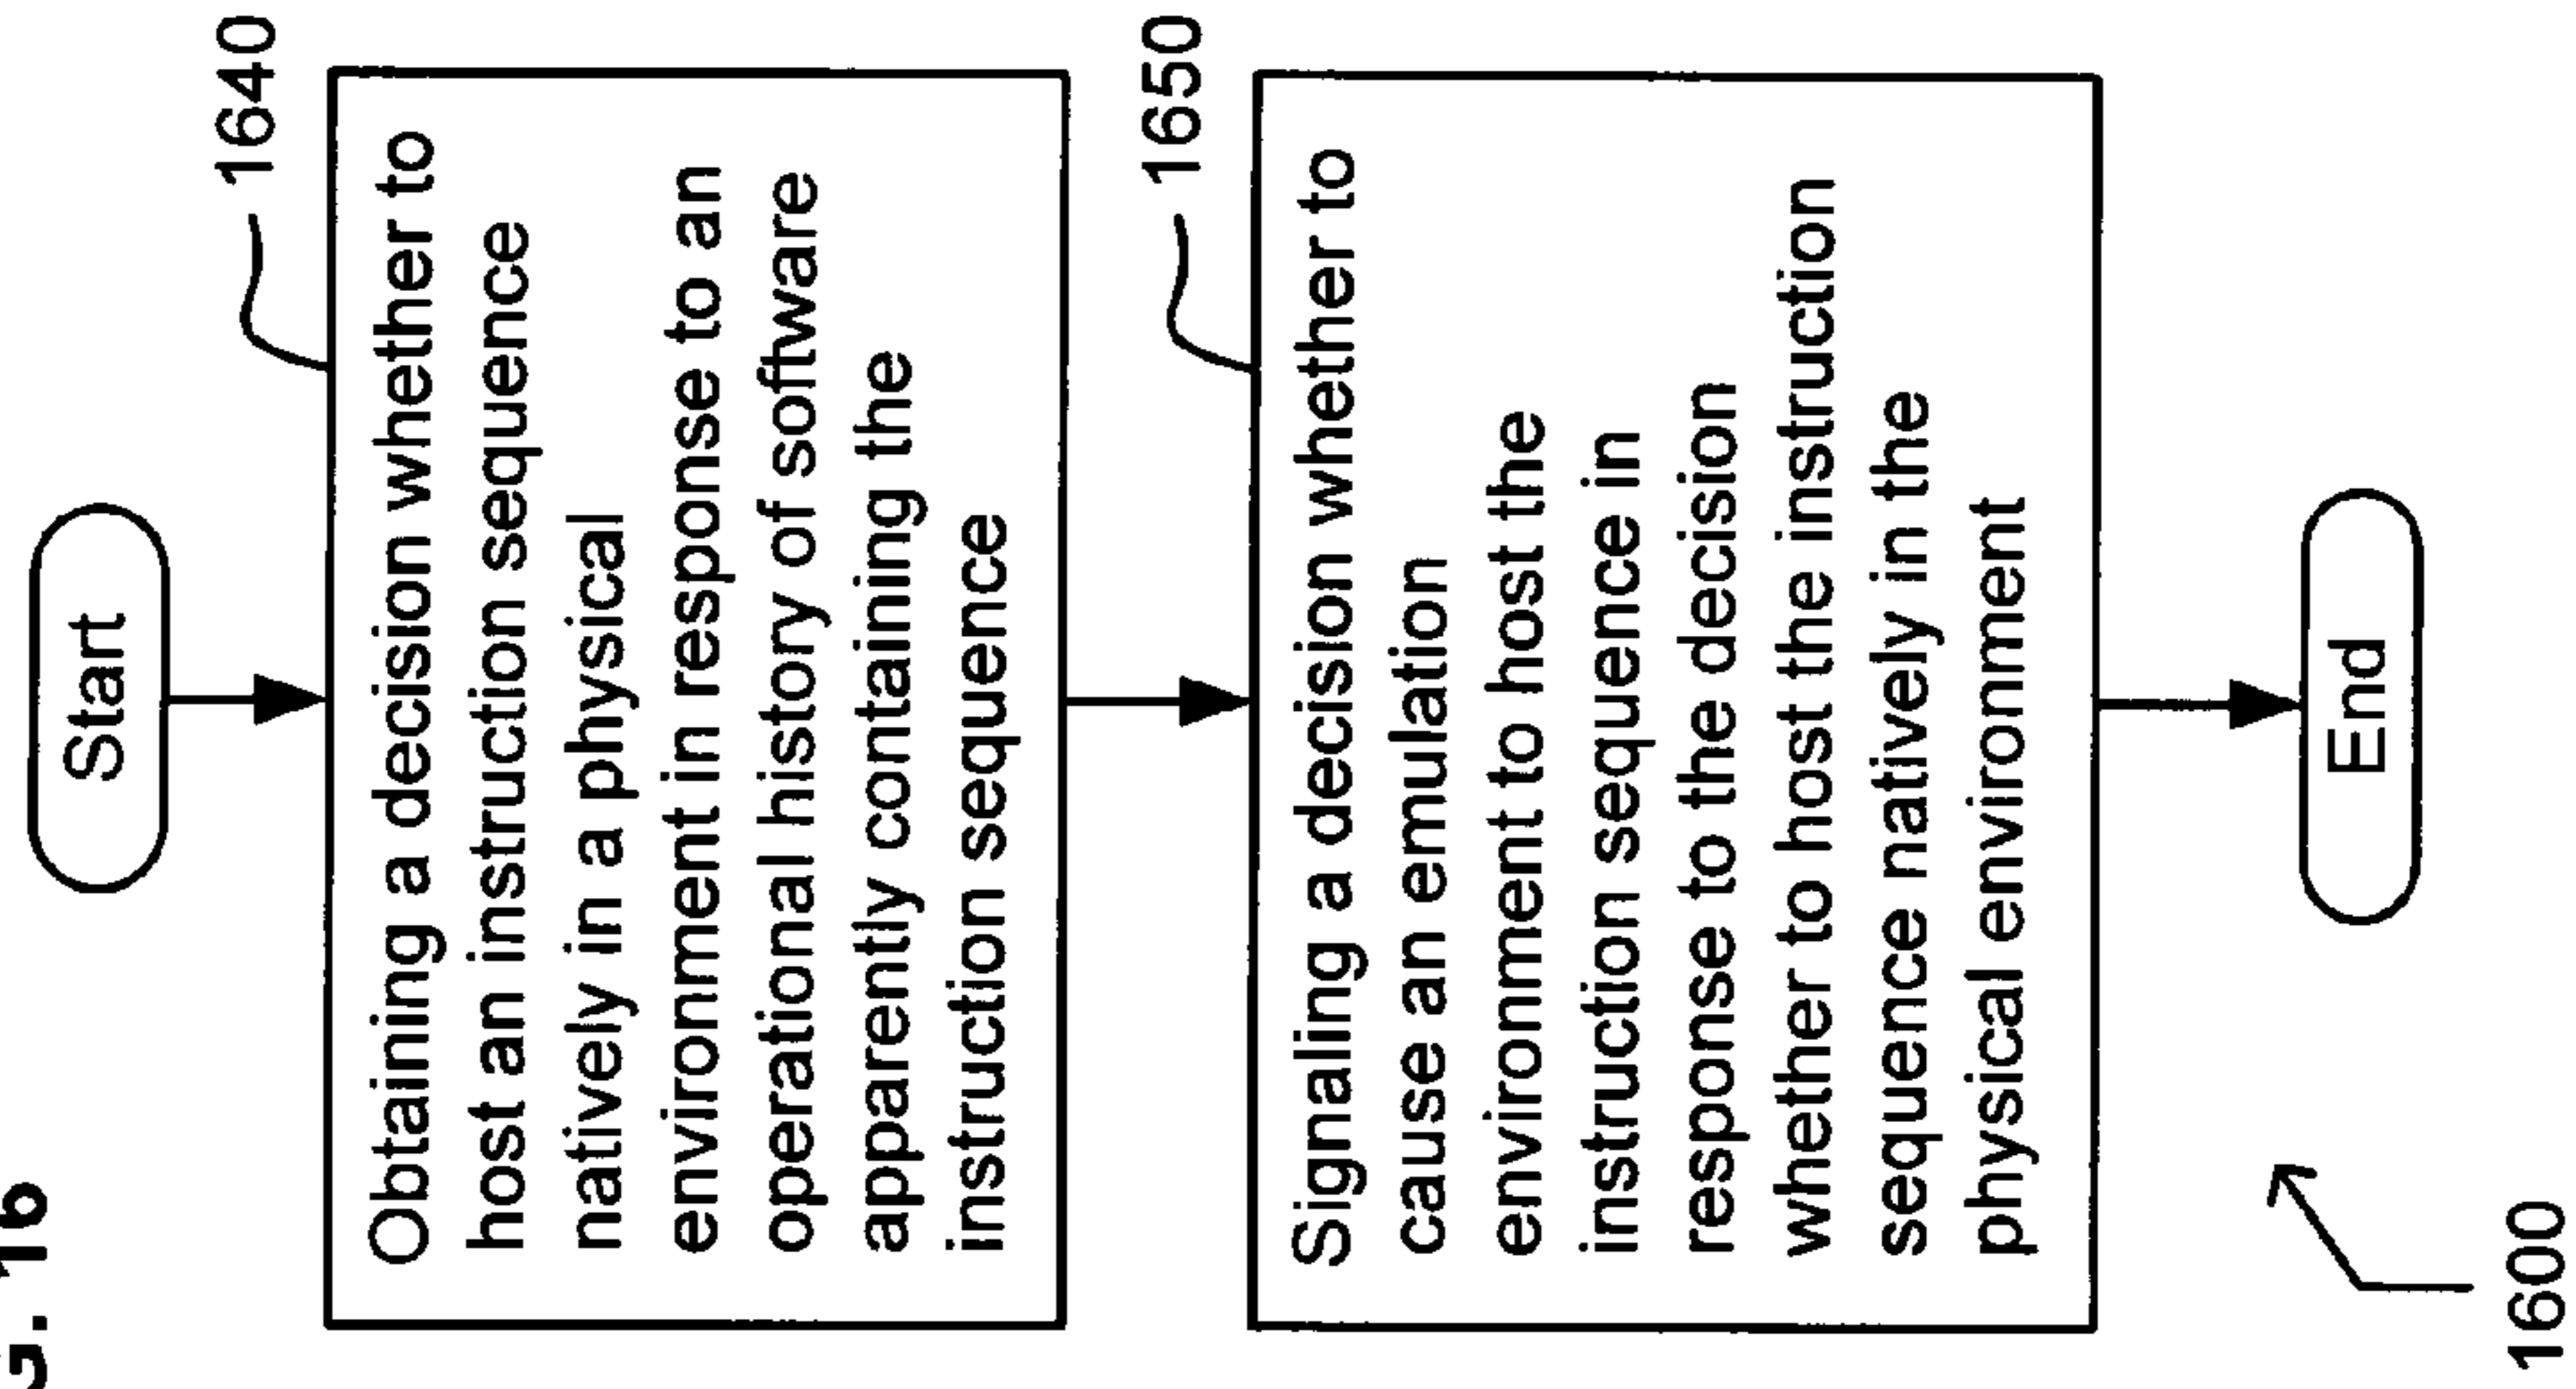 G. 16
Start
1640
Obtaining a decision whether to
host an instruction sequence
natively in a physical
environment in response to an
operational history of software
apparently containing the
instruction sequence
1650
Signaling a decision whether to
cause an emulation
environment to host the
instruction sequence in
response to the decision
whether to host the instruction
sequence natively in the
physical environment
End
1600